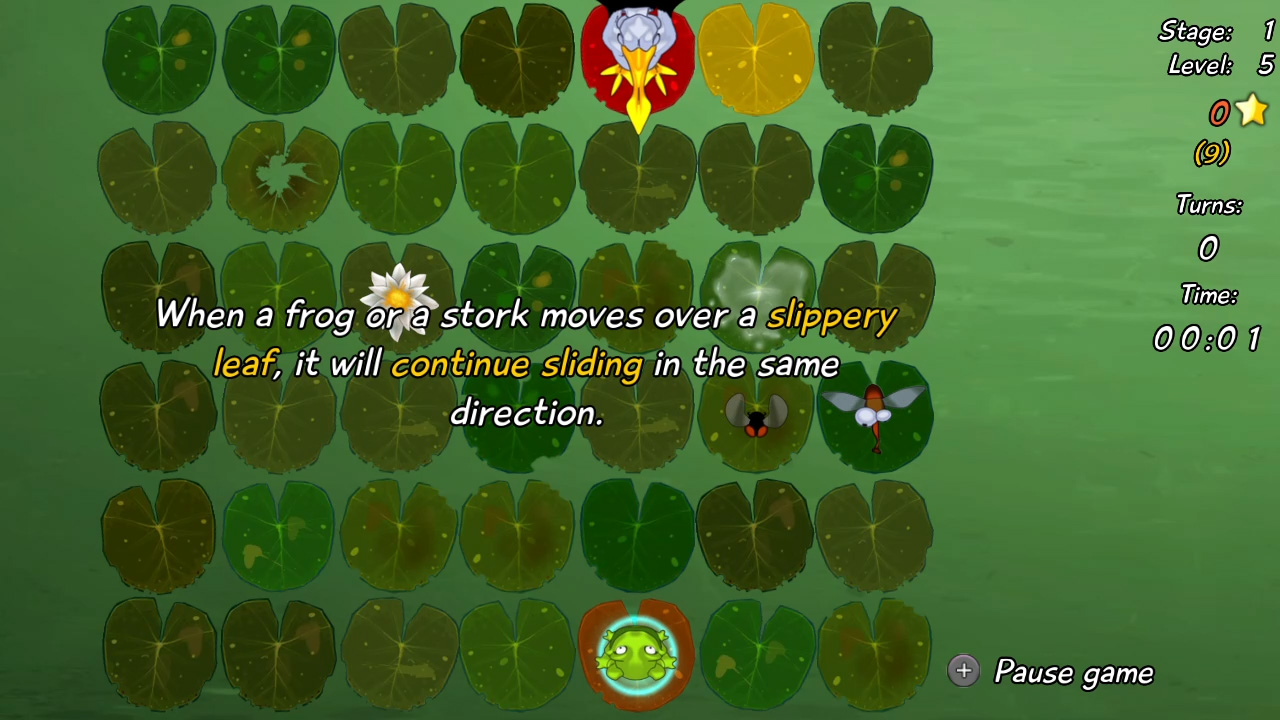 Stage: 1
Level: 5
0
(9)
Turns:
0
Time:
00:01
When a frog or a stork moves over a slippery
leaf, it will continue sliding in the same
direction.
+ Pause game